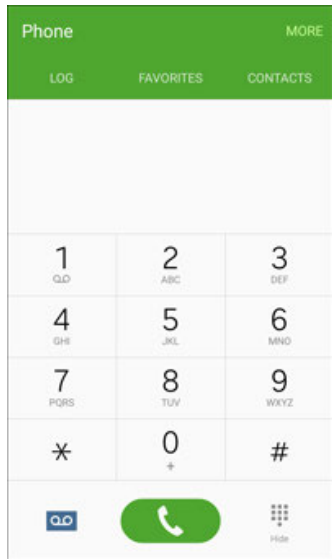 Phone MORE
LOG FAVORITES CONTACTS
1 2 3
ABC DEF
4 5 6
GHI JKL MNO
7 8 9
PQRS TUV WXYZ
* 0 #
+
Hide